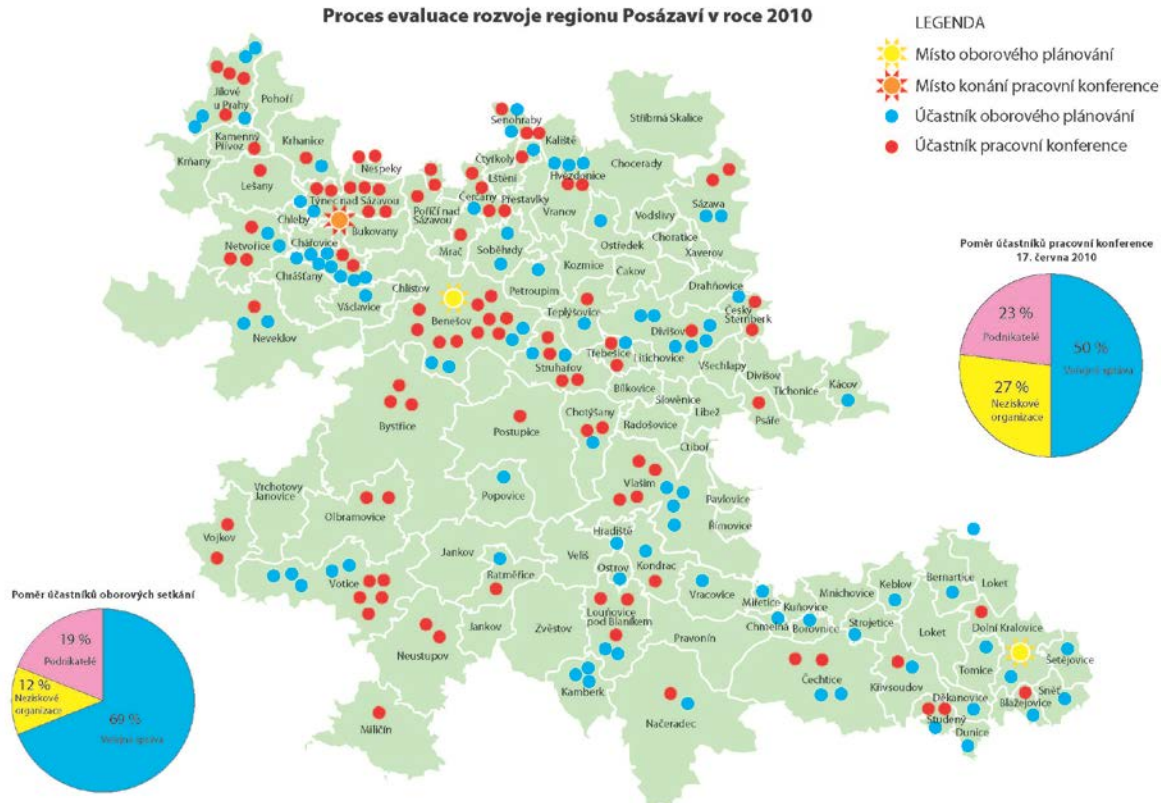 Proces evaluace rozvoje regionu Posázaví v roce 2010
LEGENDA
Místo oborového plánování
Místo konání pracovní konference
Účastník oborového plánování
Účastník pracovní konference
Poměr účastníků pracovní konference
17. června 2010
23 %
Podnikatelé
50 %
Veřejná správa
27 %
Neziskové
organizace
Poměr účastníků oborových setkání
19 %
Podnikatelé
12 %
Neziskové
organizace
69 %
Veřejná správa
Jílové
u Prahy
Pohoří
Kamenný
Přívoz
Krhanice
Krňany
Lešany
Nespeky
Týnec nad Sázavou
Chleby
Bukovany
Netvořice
Chářovice
Chrášťany
Václavice
Chlístov
Neveklov
Senohraby
Kaliště
Stříbrná Skalice
Čtyřkoly
Lštění
Hvězdonice
Chocerady
Čerčany
Přestavlky
Poříčí nad
Sázavou
Vranov
Vodslivy
Sázava
Mrač
Soběhrdy
Ostředek
Choratice
Xaverov
Kozmice
Čakov
Petroupim
Drahňovice
Benešov
Teplýšovice
Český
Šternberk
Divišov
Třebešice
Litichovice
Struhařov
Všechlapy
Divišov
Tichonice
Kácov
Bílkovice
Slověnice
Bystřice
Postupice
Chotýšany
Radošovice
Libež
Psáře
Ctiboř
Vlašim
Vrchotovy
Janovice
Popovice
Pavlovice
Olbramovice
Římovice
Vojkov
Hradiště
Jankov
Veliš
Ostrov
Kondrac
Ratměřice
Votice
Vracovice
Miřetice
Kuňovice
Mnichovice
Keblov
Bernartice
Loket
Louňovice
pod Blaníkem
Chmelná
Borovnice
Strojetice
Dolní Kralovice
Jankov
Zvěstov
Pravonín
Loket
Neustupov
Tomice
Šetějovice
Kamberk
Čechtice
Křivsoudov
Děkanovice
Snět
Blažejovice
Načeradec
Studený
Dunice
Miličín